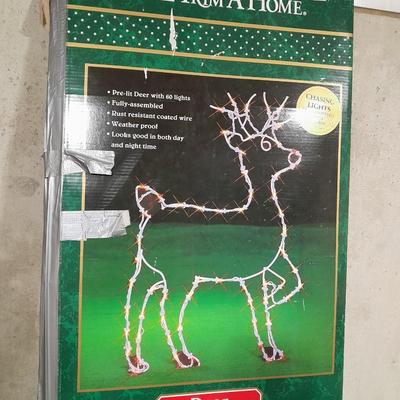 TRIM A HOME®
• Pre-lit Deer with 60 lights
• Fully-assembled
• Rust resistant coated wire
• Weather proof
• Looks good in both day
and night time
CHASING
LIGHTS